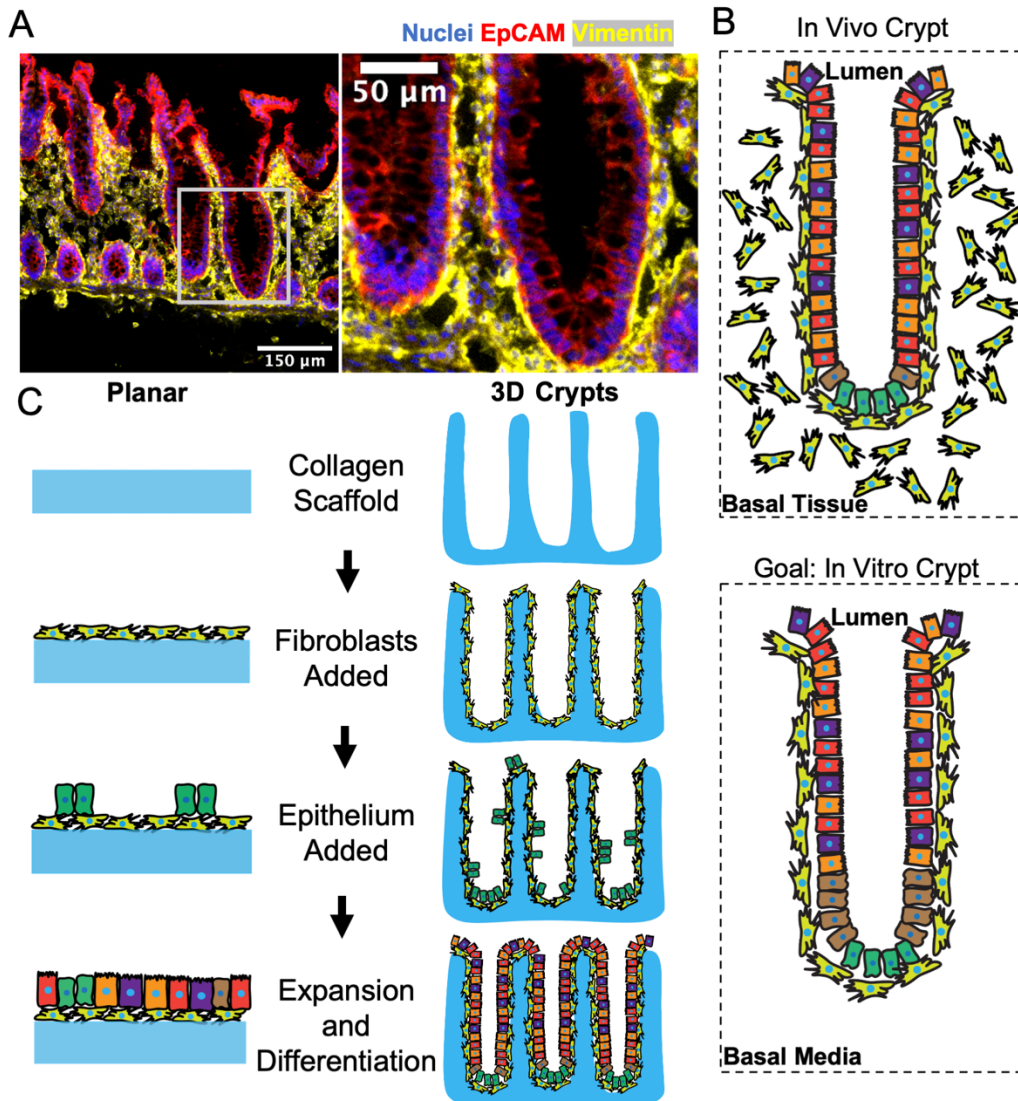 A
Nuclei EpCAM Vimentin
50 µm
150 µm
B
In Vivo Crypt
Lumen
Basal Tissue
Goal: In Vitro Crypt
Lumen
Basal Media
C
Planar
3D Crypts
Collagen
Scaffold
Fibroblasts
Added
Epithelium
Added
Expansion
and
Differentiation